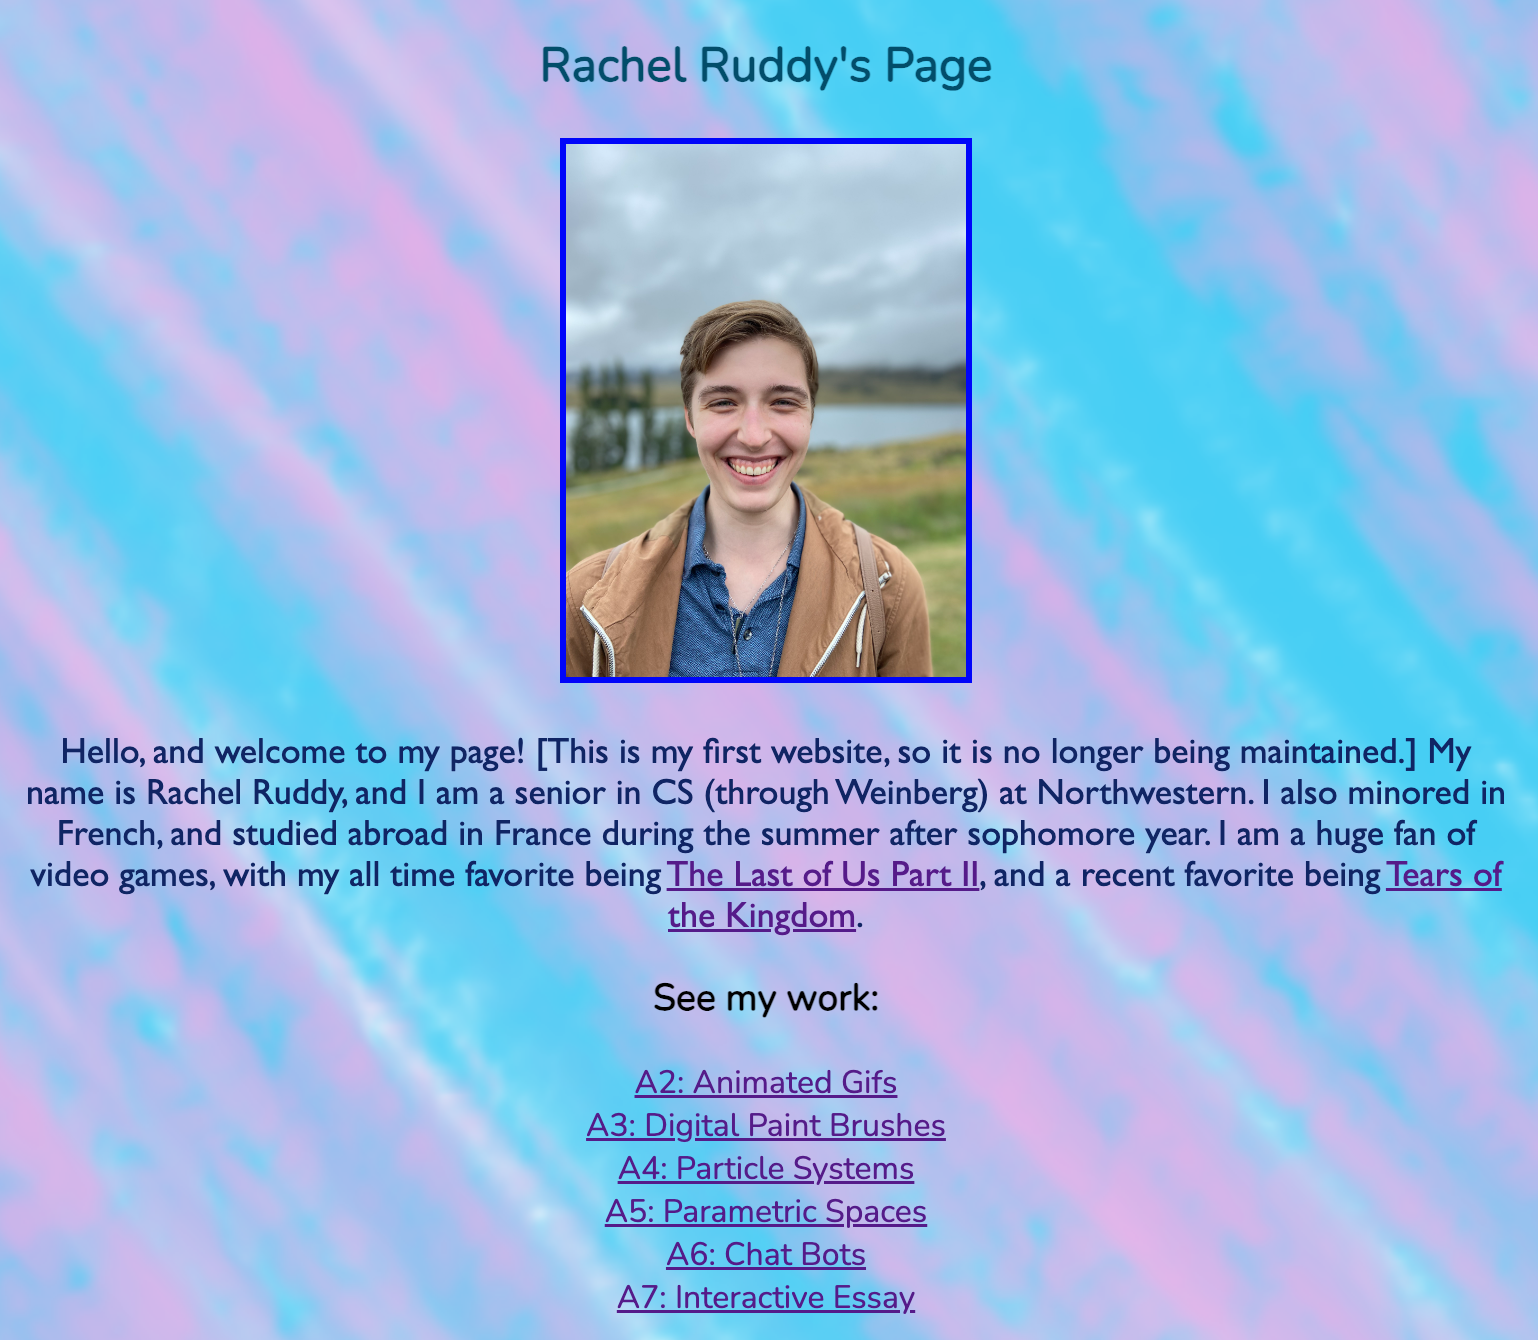 Rachel Ruddy's Page
Hello, and welcome to my page! [This is my first website, so it is no longer being maintained.] My
name is Rachel Ruddy, and I am a senior in CS (through Weinberg) at Northwestern. I also minored in
French, and studied abroad in France during the summer after sophomore year. I am a huge fan of
video games, with my all time favorite being The Last of Us Part II, and a recent favorite being Tears of
the Kingdom.
See my work:
A2: Animated Gifs
A3: Digital Paint Brushes
A4: Particle Systems
A5: Parametric Spaces
A6: Chat Bots
A7: Interactive Essay